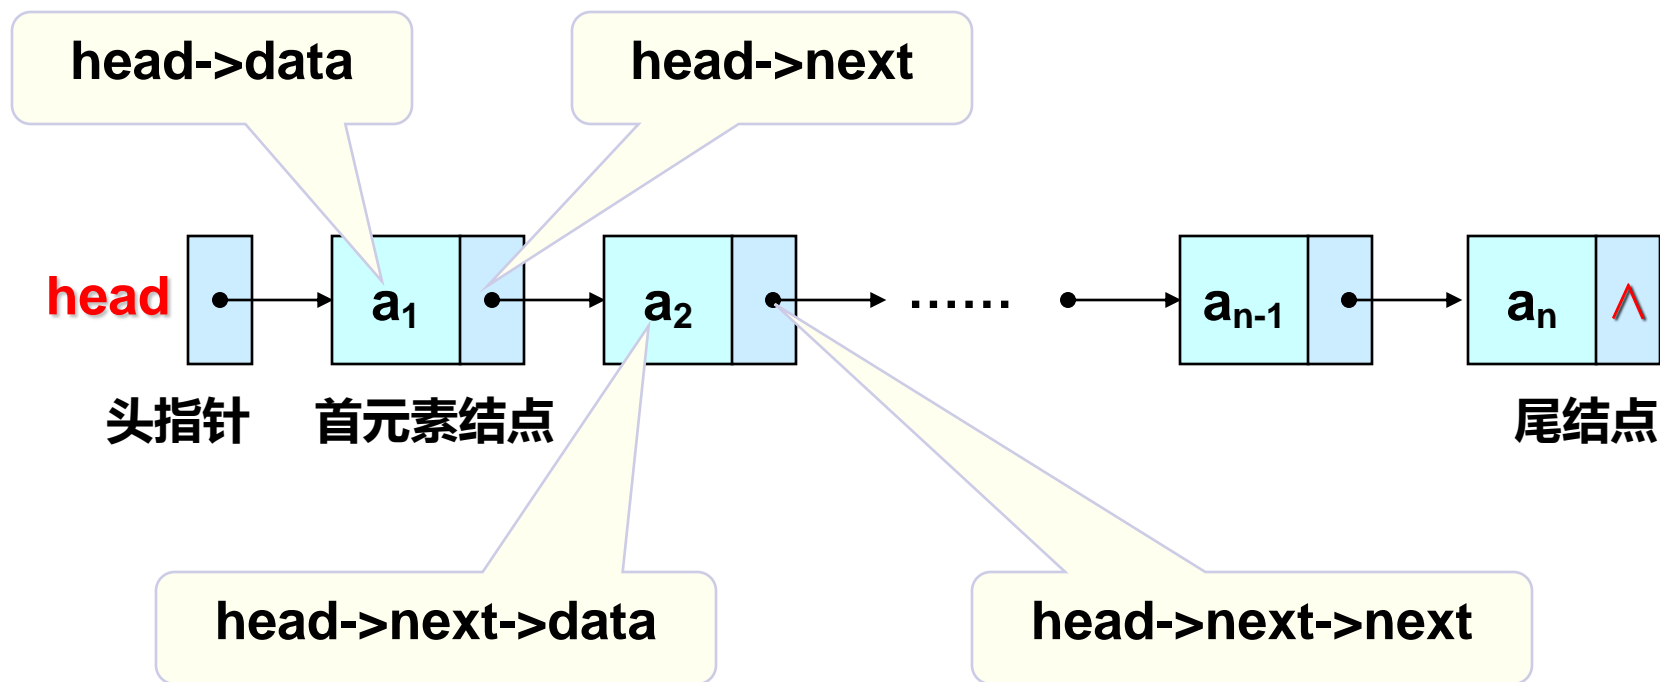 head->data
head->next
head
a₁
a₂
······
aₙ₋₁
aₙ
∧
头指针
首元素结点
尾结点
head->next->data
head->next->next